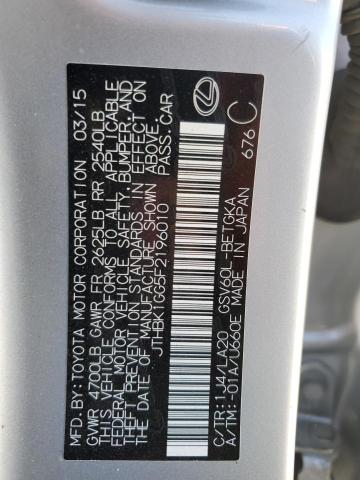 MFD.BY:TOYOTA MOTOR CORPORATION 03/15
GVWR 4700LB GAWR FR 2625LB RR 2540LB
THIS VEHICLE CONFORMS TO ALL APPLICABLE
FEDERAL MOTOR VEHICLE SAFETY, BUMPER, AND
THEFT PREVENTION STANDARDS IN EFFECT ON
THE DATE OF MANUFACTURE SHOWN ABOVE.
JTHBK1GG5F2196010 PASS. CAR
C/TR: 1J4/LA20 GSV60L-BETGKA
A/TM: -01A/U660E MADE IN JAPAN
676 C